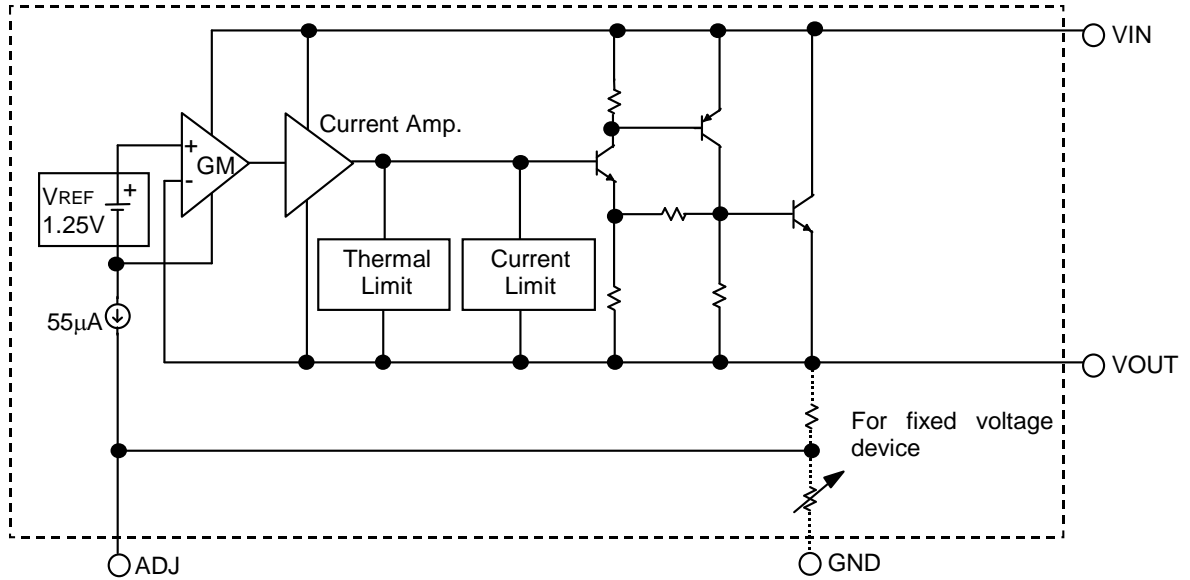 VIN
Current Amp.
+
GM
-
VREF
+
1.25V
Thermal
Limit
Current
Limit
55μA
VOUT
For fixed voltage
device
ADJ
GND